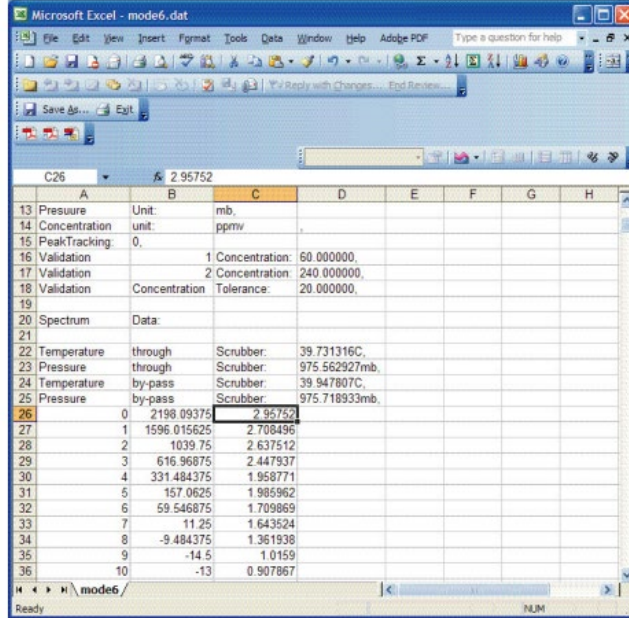 Microsoft Excel - mode6.dat
File Edit View Insert Format Tools Data Window Help Adobe PDF Type a question for help
Reply with Changes... End Review...
Save As... Exit
C26 fx 2.95752
A B C D E F G H
13 Presuure Unit: mb,
14 Concentration unit: ppmv ,
15 PeakTracking: 0,
16 Validation 1 Concentration: 60.000000,
17 Validation 2 Concentration: 240.000000,
18 Validation Concentration Tolerance: 20.000000,
19
20 Spectrum Data:
21
22 Temperature through Scrubber: 39.731316C,
23 Pressure through Scrubber: 975.562927mb,
24 Temperature by-pass Scrubber: 39.947807C,
25 Pressure by-pass Scrubber: 975.718933mb,
26 0 2198.09375 2.95752
27 1 1596.015625 2.708496
28 2 1039.75 2.637512
29 3 616.96875 2.447937
30 4 331.484375 1.958771
31 5 157.0625 1.985962
32 6 59.546875 1.709869
33 7 11.25 1.643524
34 8 -9.484375 1.361938
35 9 -14.5 1.0159
36 10 -13 0.907867
mode6
Ready NUM